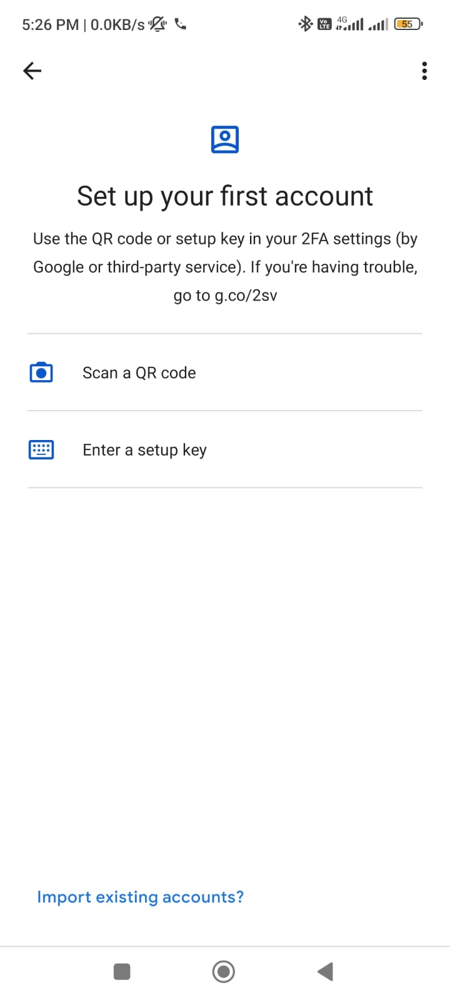 5:26 PM | 0.0KB/s Vo LTE 4G 55
Set up your first account
Use the QR code or setup key in your 2FA settings (by
Google or third-party service). If you're having trouble,
go to g.co/2sv
Scan a QR code
Enter a setup key
Import existing accounts?